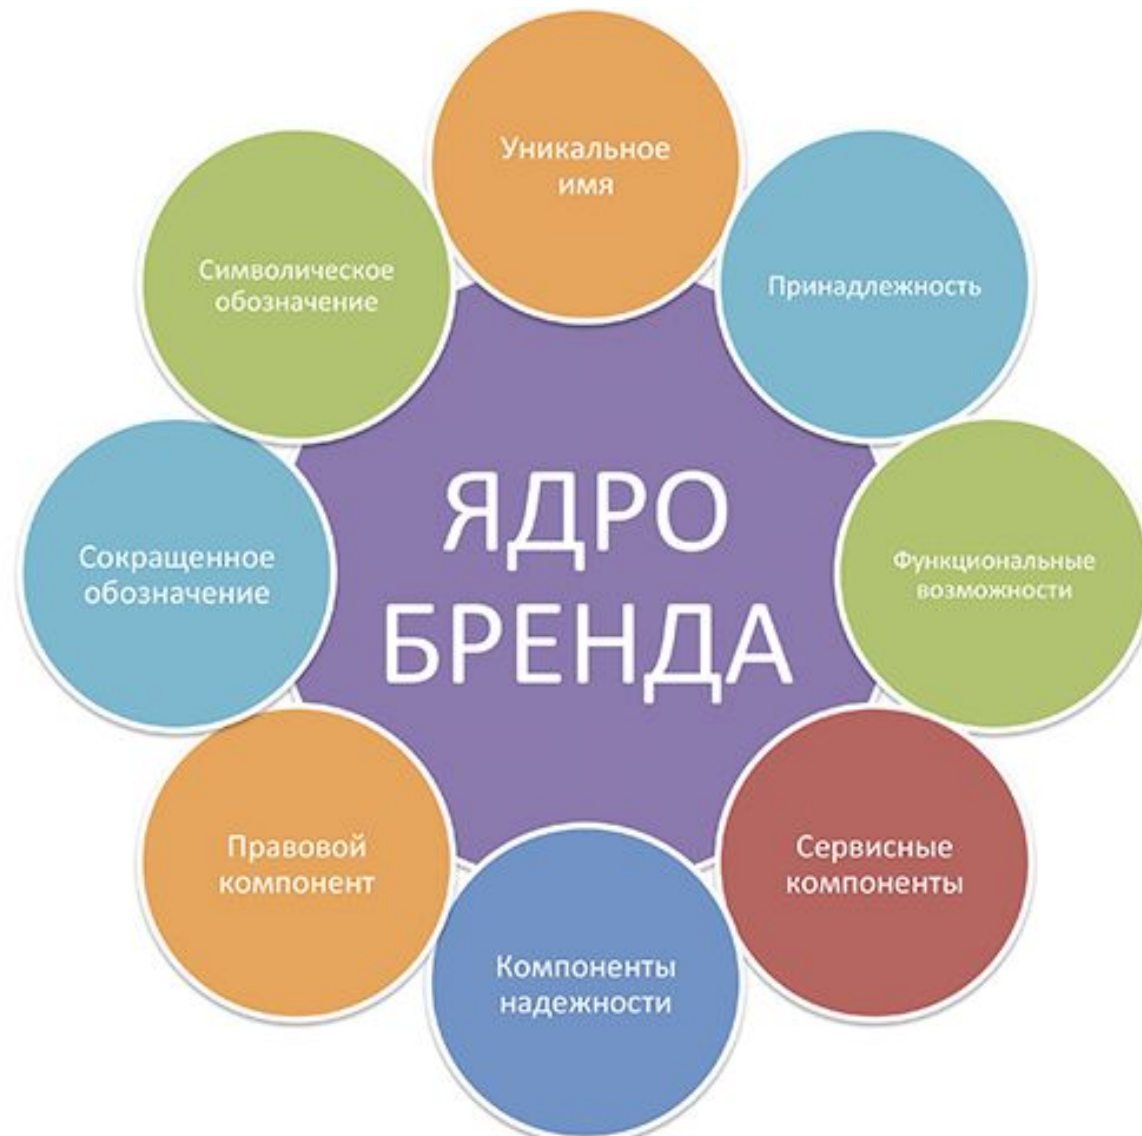 Уникальное
имя
Принадлежность
Функциональные
возможности
Сервисные
компоненты
Компоненты
надежности
Правовой
компонент
Сокращенное
обозначение
Символическое
обозначение
ЯДРО
БРЕНДА